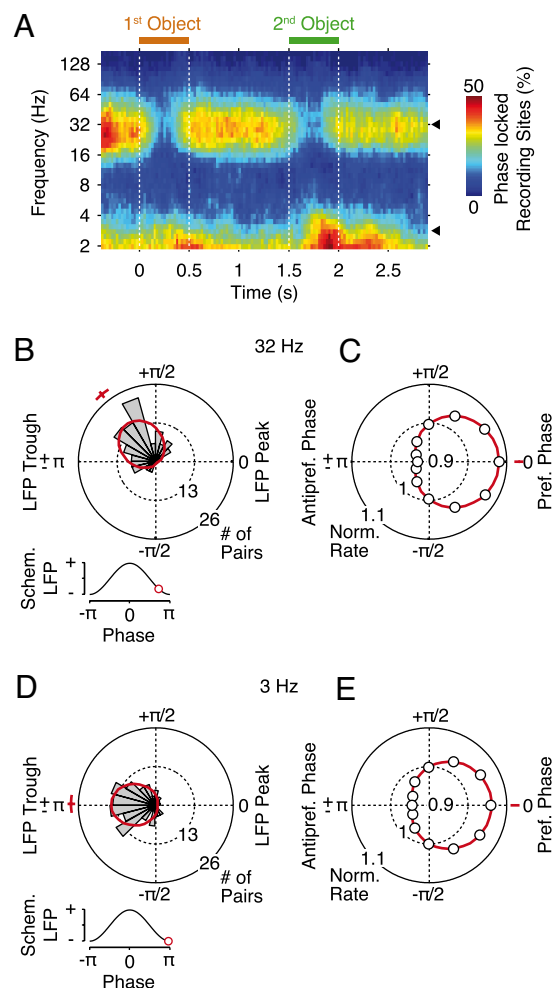 A
1st Object
2nd Object
Frequency (Hz)
128
64
32
16
8
4
2
0
0.5
1
1.5
2
2.5
Time (s)
50
0
Phase locked
Recording Sites (%)
B
32 Hz
C
+π/2
LFP Trough
±π
0
LFP Peak
13
26
# of
Pairs
-π/2
+π/2
Antipref. Phase
±π
0.9
0
Pref. Phase
1
1.1
Norm.
Rate
-π/2
Schem.
LFP
+
-
-π
0
π
Phase
D
3 Hz
E
+π/2
LFP Trough
±π
0
LFP Peak
13
26
# of
Pairs
-π/2
+π/2
Antipref. Phase
±π
0.9
0
Pref. Phase
1
1.1
Norm.
Rate
-π/2
Schem.
LFP
+
-
-π
0
π
Phase